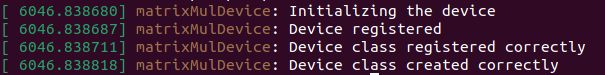 [ 6046.838680] matrixMulDevice: Initializing the device
[ 6046.838687] matrixMulDevice: Device registered
[ 6046.838711] matrixMulDevice: Device class registered correctly
[ 6046.838818] matrixMulDevice: Device class created correctly